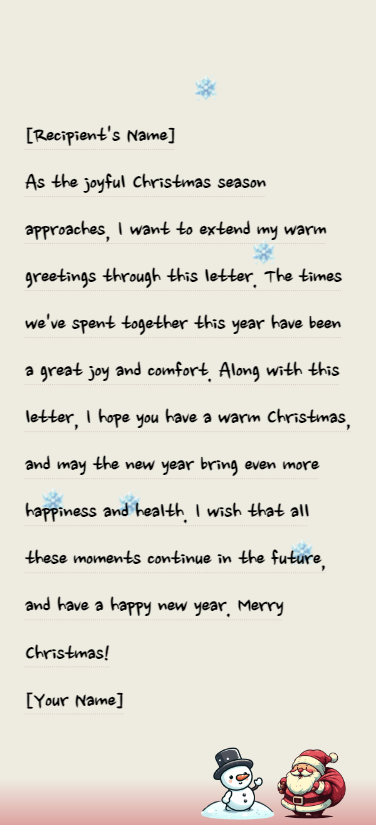 [Recipient's Name]
As the joyful Christmas season
approaches, I want to extend my warm
greetings through this letter. The times
we've spent together this year have been
a great joy and comfort. Along with this
letter, I hope you have a warm Christmas,
and may the new year bring even more
happiness and health. I wish that all
these moments continue in the future,
and have a happy new year. Merry
Christmas!
[Your Name]